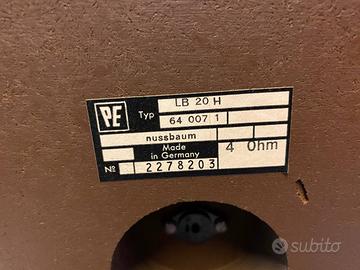 PE
LB 20 H
Typ
64 007 1
nussbaum
Made
in Germany
4 Ohm
№ 2278203
subito